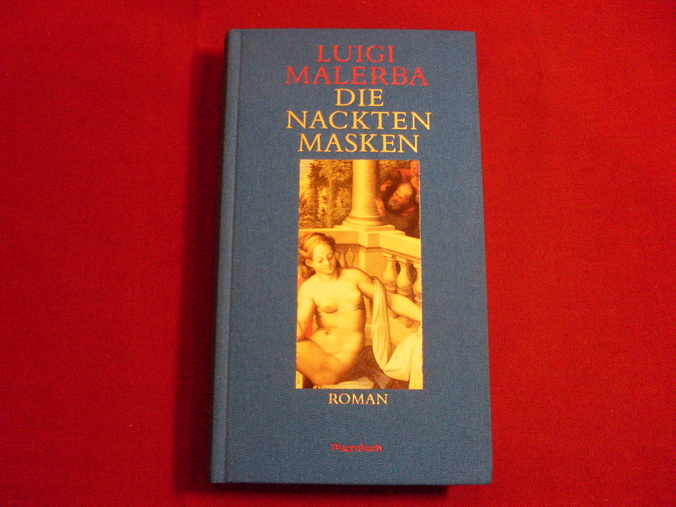 LUIGI
MALERBA
DIE
NACKTEN
MASKEN
ROMAN
Wagenbach